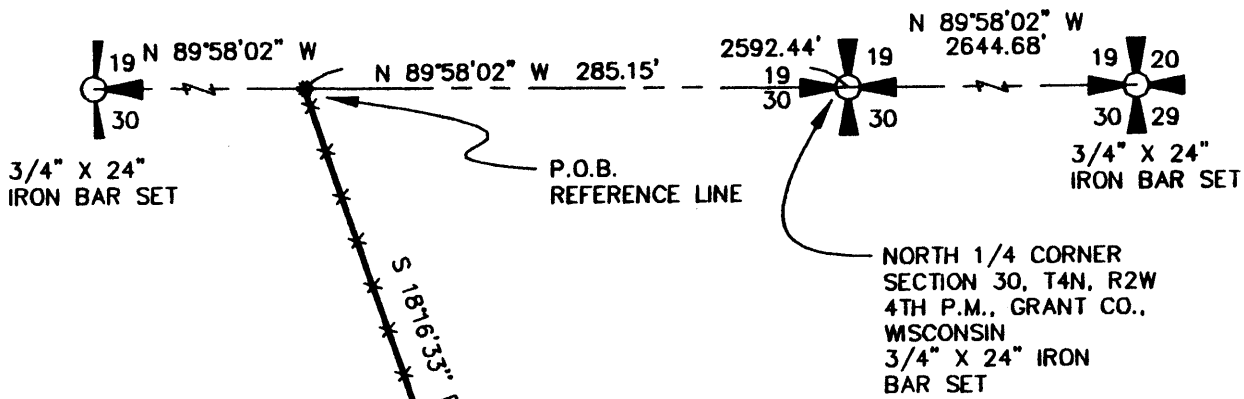 N 89°58'02" W
2644.68'
N 89°58'02" W
2592.44'
N 89°58'02" W 285.15'
19
30
19
30
19
30
19
30
20
29
3/4" X 24"
IRON BAR SET
P.O.B.
REFERENCE LINE
3/4" X 24"
IRON BAR SET
S 18°16'33"
NORTH 1/4 CORNER
SECTION 30, T4N, R2W
4TH P.M., GRANT CO.,
WISCONSIN
3/4" X 24" IRON
BAR SET